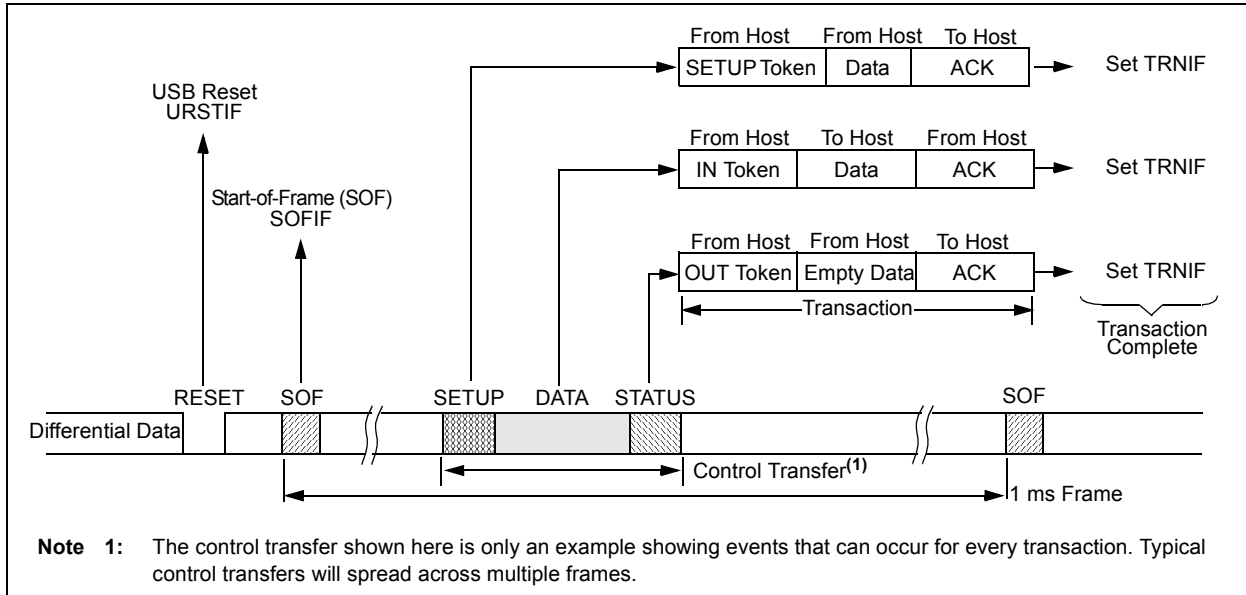 From Host From Host To Host
SETUP Token Data ACK Set TRNIF
USB Reset
URSTIF
From Host To Host From Host
IN Token Data ACK Set TRNIF
Start-of-Frame (SOF)
SOFIF
From Host From Host To Host
OUT Token Empty Data ACK Set TRNIF
Transaction
Transaction
Complete
RESET SOF SETUP DATA STATUS SOF
Differential Data
Control Transfer(1)
1 ms Frame
Note 1: The control transfer shown here is only an example showing events that can occur for every transaction. Typical
control transfers will spread across multiple frames.